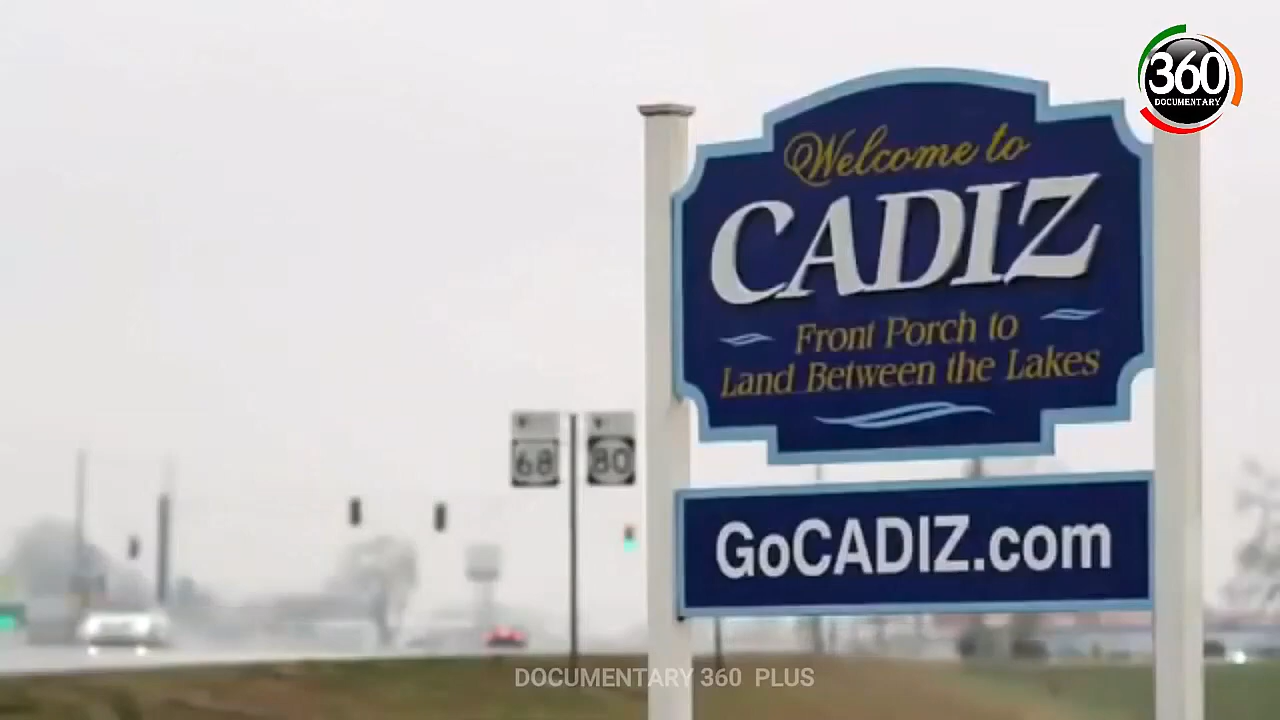 360
DOCUMENTARY
Welcome to
CADIZ
Front Porch to
Land Between the Lakes
68
80
GoCADIZ.com
DOCUMENTARY 360 PLUS